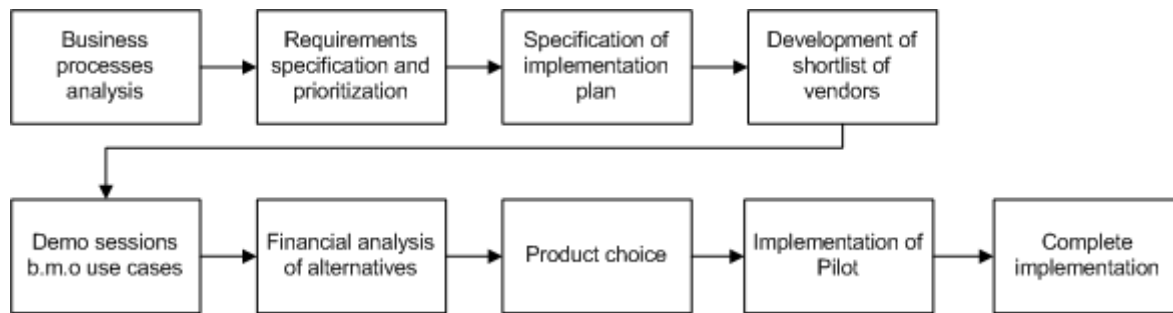 Business
processes
analysis
Requirements
specification and
prioritization
Specification of
implementation
plan
Development of
shortlist of
vendors
Demo sessions
b.m.o use cases
Financial analysis
of alternatives
Product choice
Implementation of
Pilot
Complete
implementation